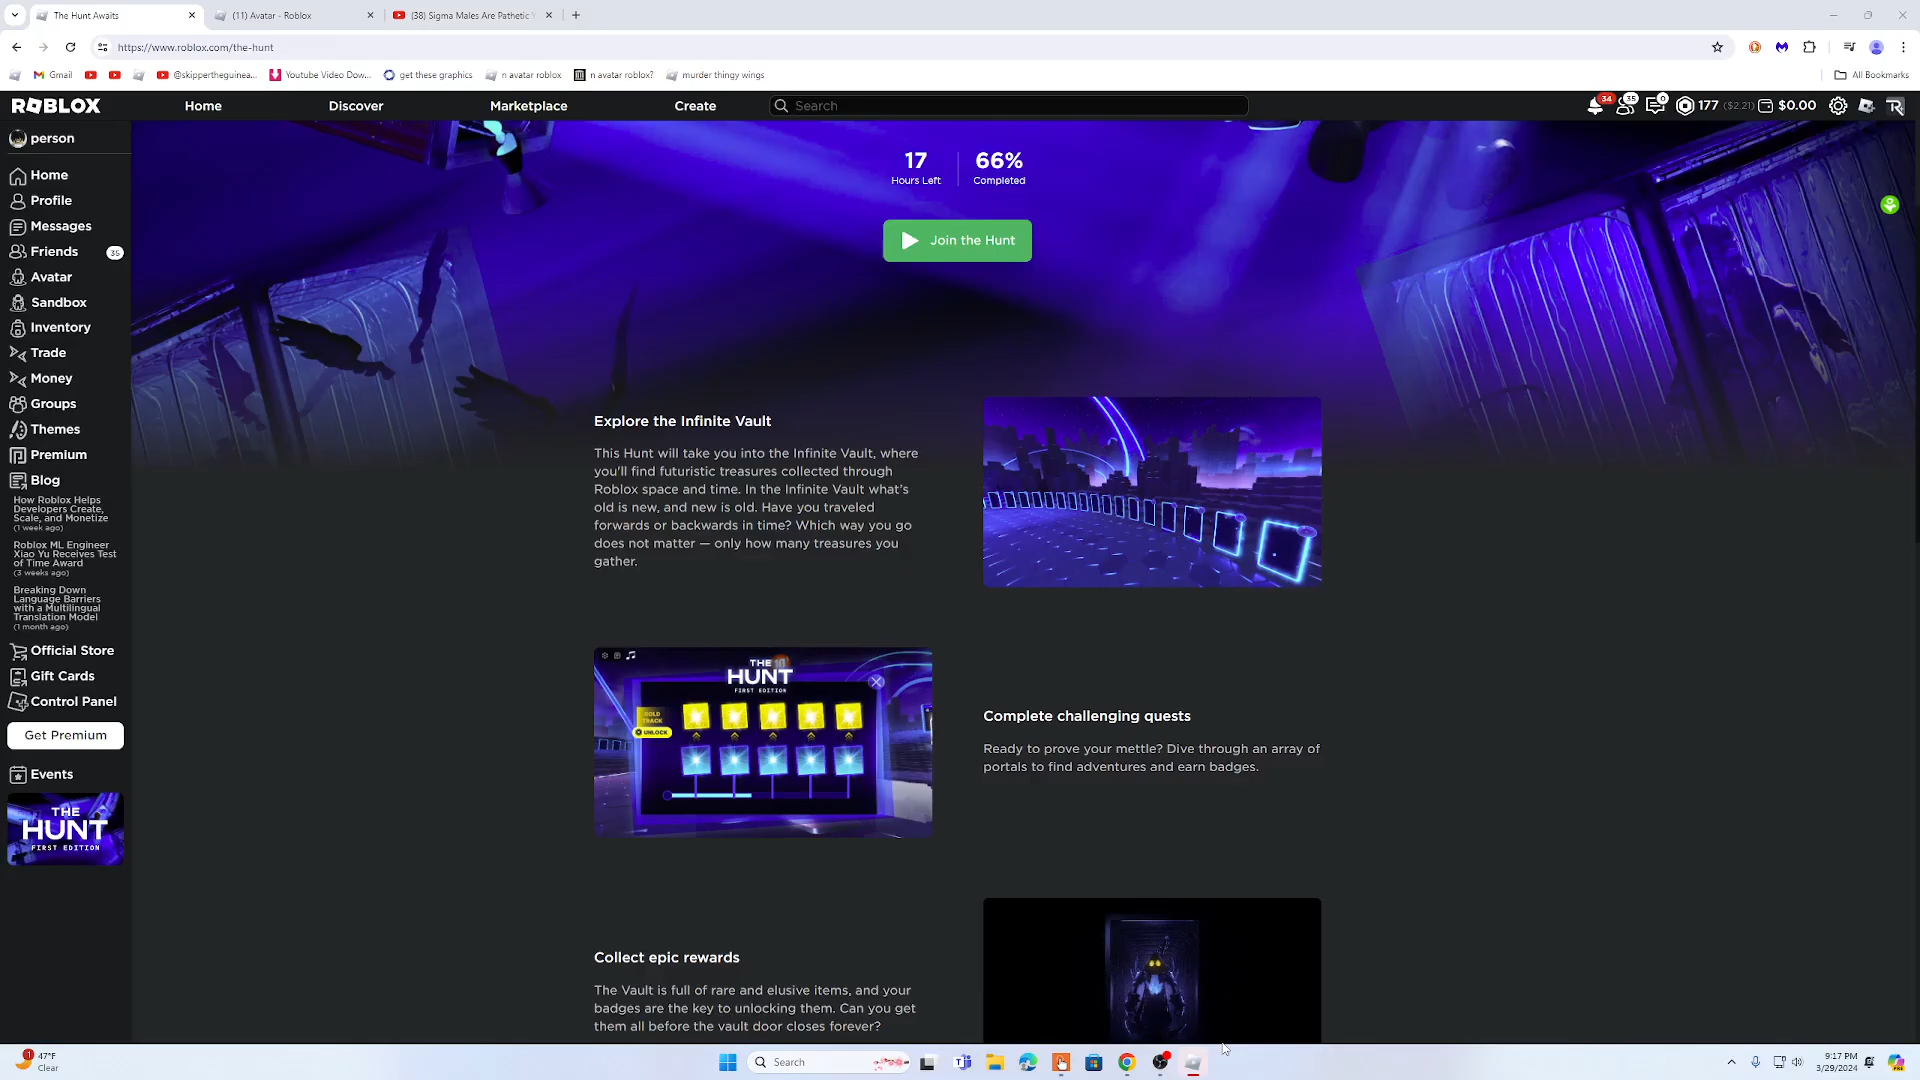 The Hunt Awaits
(11) Avatar - Roblox
(38) Sigma Males Are Pathetic
https://www.roblox.com/the-hunt
Gmail
@skippertheguinea...
Youtube Video Dow...
get these graphics
n avatar roblox
n avatar roblox?
murder thingy wings
All Bookmarks
ROBLOX
Home
Discover
Marketplace
Create
Search
34
35
0
177 ($2.21)
$0.00
person
Home
Profile
Messages
Friends
35
Avatar
Sandbox
Inventory
Trade
Money
Groups
Themes
Premium
Blog
How Roblox Helps
Developers Create,
Scale, and Monetize
(1 week ago)
Roblox ML Engineer
Xiao Yu Receives Test
of Time Award
(3 weeks ago)
Breaking Down
Language Barriers
with a Multilingual
Translation Model
(1 month ago)
Official Store
Gift Cards
Control Panel
Get Premium
Events
THE
HUNT
FIRST EDITION
17
Hours Left
66%
Completed
Join the Hunt
Explore the Infinite Vault
This Hunt will take you into the Infinite Vault, where
you'll find futuristic treasures collected through
Roblox space and time. In the Infinite Vault what's
old is new, and new is old. Have you traveled
forwards or backwards in time? Which way you go
does not matter — only how many treasures you
gather.
THE
HUNT
FIRST EDITION
GOLD
TRACK
UNLOCK
Complete challenging quests
Ready to prove your mettle? Dive through an array of
portals to find adventures and earn badges.
Collect epic rewards
The Vault is full of rare and elusive items, and your
badges are the key to unlocking them. Can you get
them all before the vault door closes forever?
1
47°F
Clear
Search
9:17 PM
3/29/2024